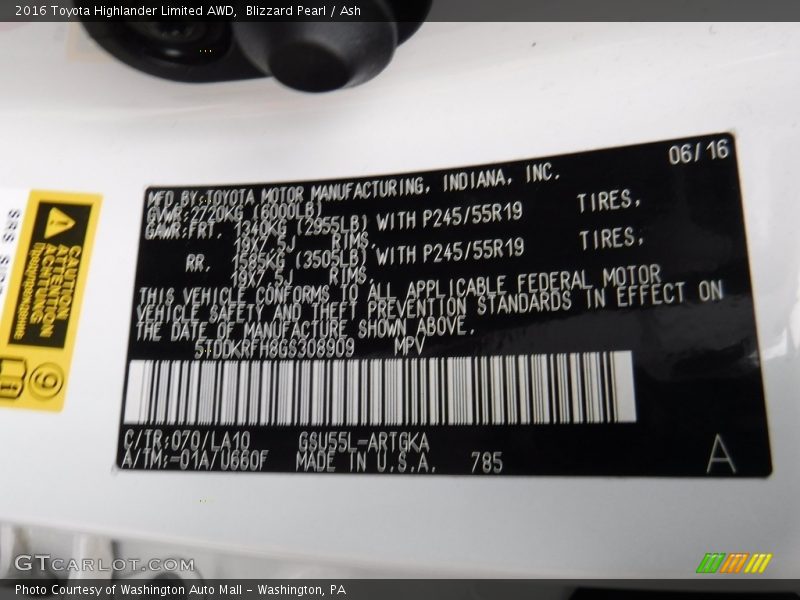 2016 Toyota Highlander Limited AWD, Blizzard Pearl / Ash
06/16
MFD BY:TOYOTA MOTOR MANUFACTURING, INDIANA, INC.
GVWR:2720KG (6000LB)
GAWR:FRT. 1340KG (2955LB) WITH P245/55R19 TIRES,
19X7.5J RIMS,
RR. 1585KG (3505LB) WITH P245/55R19 TIRES,
19X7.5J RIMS.
THIS VEHICLE CONFORMS TO ALL APPLICABLE FEDERAL MOTOR
VEHICLE SAFETY AND THEFT PREVENTION STANDARDS IN EFFECT ON
THE DATE OF MANUFACTURE SHOWN ABOVE.
5TDDKRFH8GS308909 MPV
C/TR:070/LA10 GSU55L-ARTGKA
A/TM:-01A/U660F MADE IN U.S.A. 785
A
SRS
CAUTION
ATTENTION
ACHTUNG
Предупреждение
9
GTCARLOT.COM
Photo Courtesy of Washington Auto Mall - Washington, PA